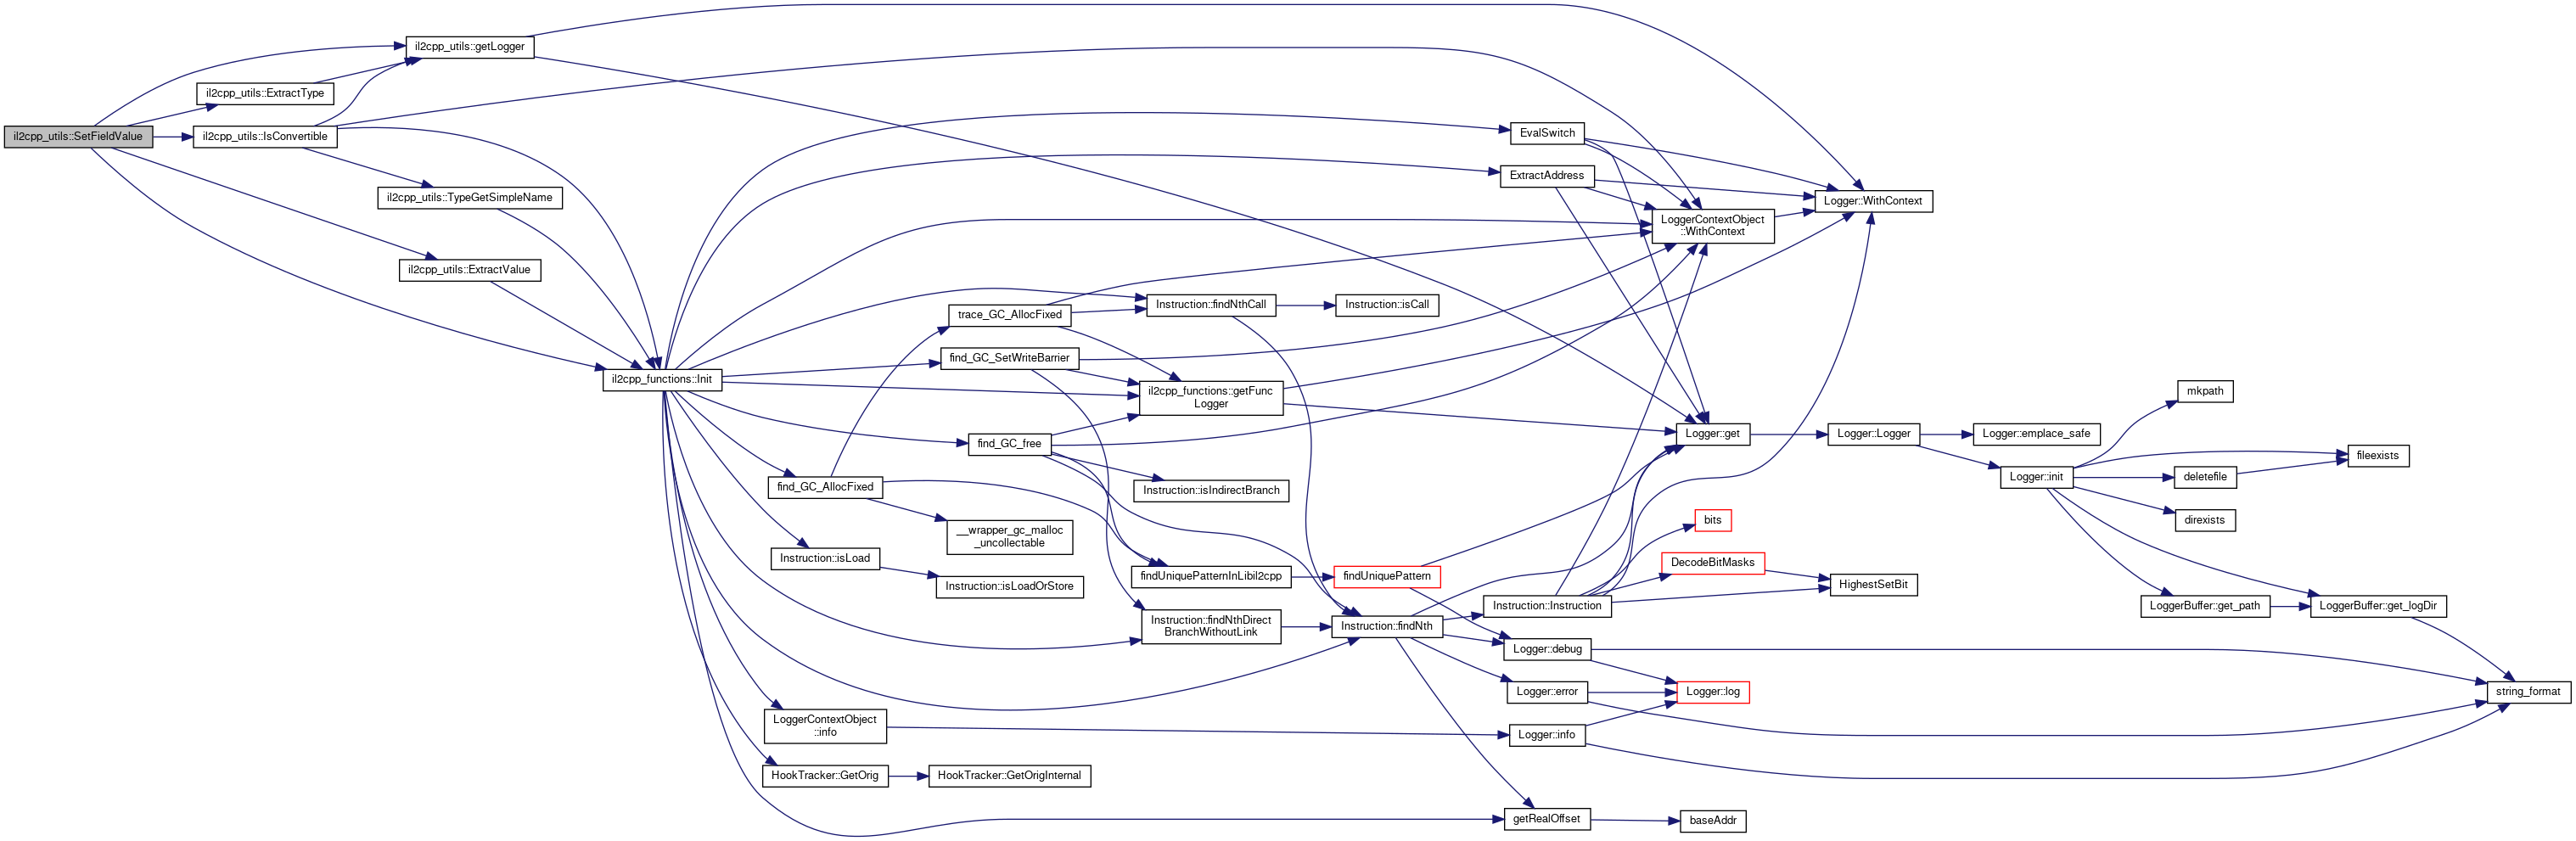 il2cpp_utils::SetFieldValue
il2cpp_utils::getLogger
il2cpp_utils::ExtractType
il2cpp_utils::IsConvertible
il2cpp_utils::TypeGetSimpleName
il2cpp_utils::ExtractValue
il2cpp_functions::Init
trace_GC_AllocFixed
find_GC_SetWriteBarrier
find_GC_free
find_GC_AllocFixed
__wrapper_gc_malloc
_uncollectable
Instruction::isLoad
Instruction::isLoadOrStore
LoggerContextObject
::info
HookTracker::GetOrig
HookTracker::GetOrigInternal
Instruction::findNthCall
Instruction::isCall
il2cpp_functions::getFunc
Logger
Instruction::isIndirectBranch
findUniquePatternInLibil2cpp
Instruction::findNthDirect
BranchWithoutLink
findUniquePattern
Instruction::findNth
EvalSwitch
ExtractAddress
LoggerContextObject
::WithContext
Logger::WithContext
Logger::get
bits
DecodeBitMasks
Instruction::Instruction
HighestSetBit
Logger::debug
Logger::error
Logger::log
Logger::info
getRealOffset
baseAddr
Logger::Logger
Logger::emplace_safe
Logger::init
mkpath
fileexists
deletefile
direxists
LoggerBuffer::get_path
LoggerBuffer::get_logDir
string_format